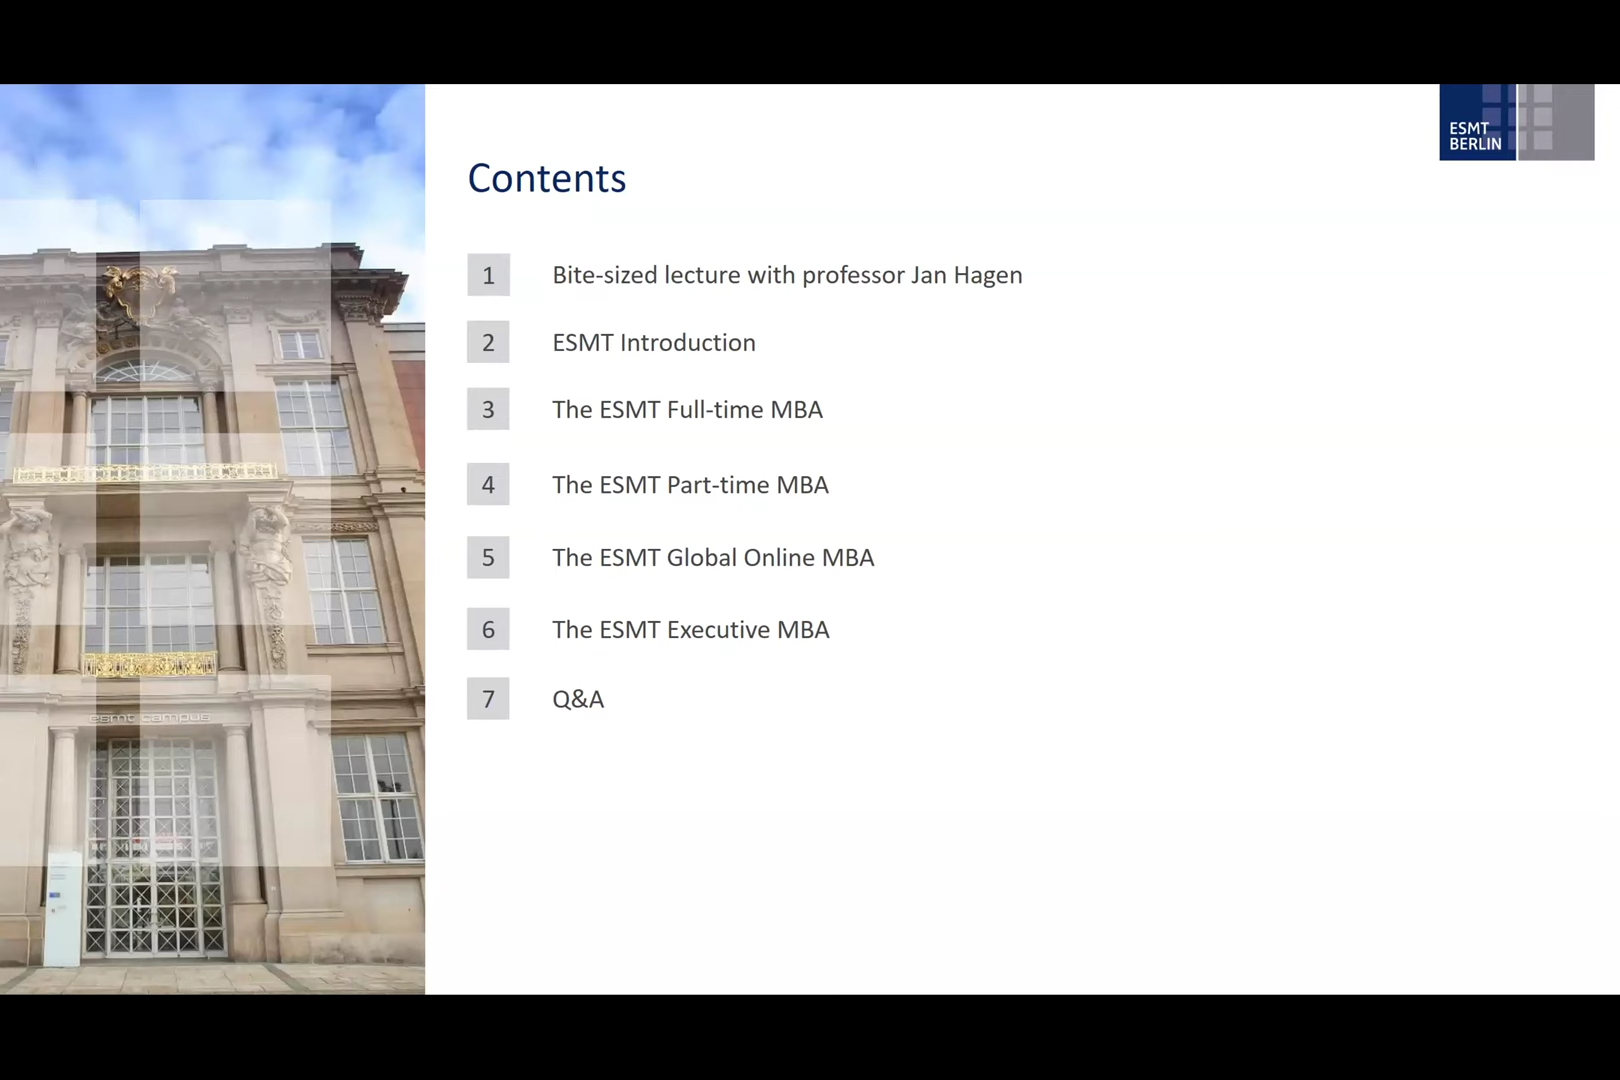 ESMT
BERLIN
Contents
1 Bite-sized lecture with professor Jan Hagen
2 ESMT Introduction
3 The ESMT Full-time MBA
4 The ESMT Part-time MBA
5 The ESMT Global Online MBA
6 The ESMT Executive MBA
7 Q&A
esmt campus